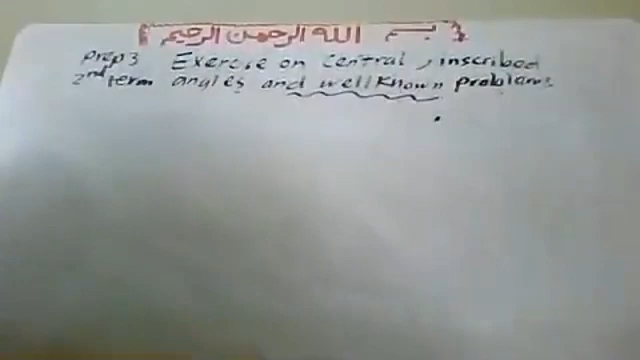 بسم الله الرحمن الرحيم
prep3 Exercise on central, inscribed
2nd term angles and wellknown problems